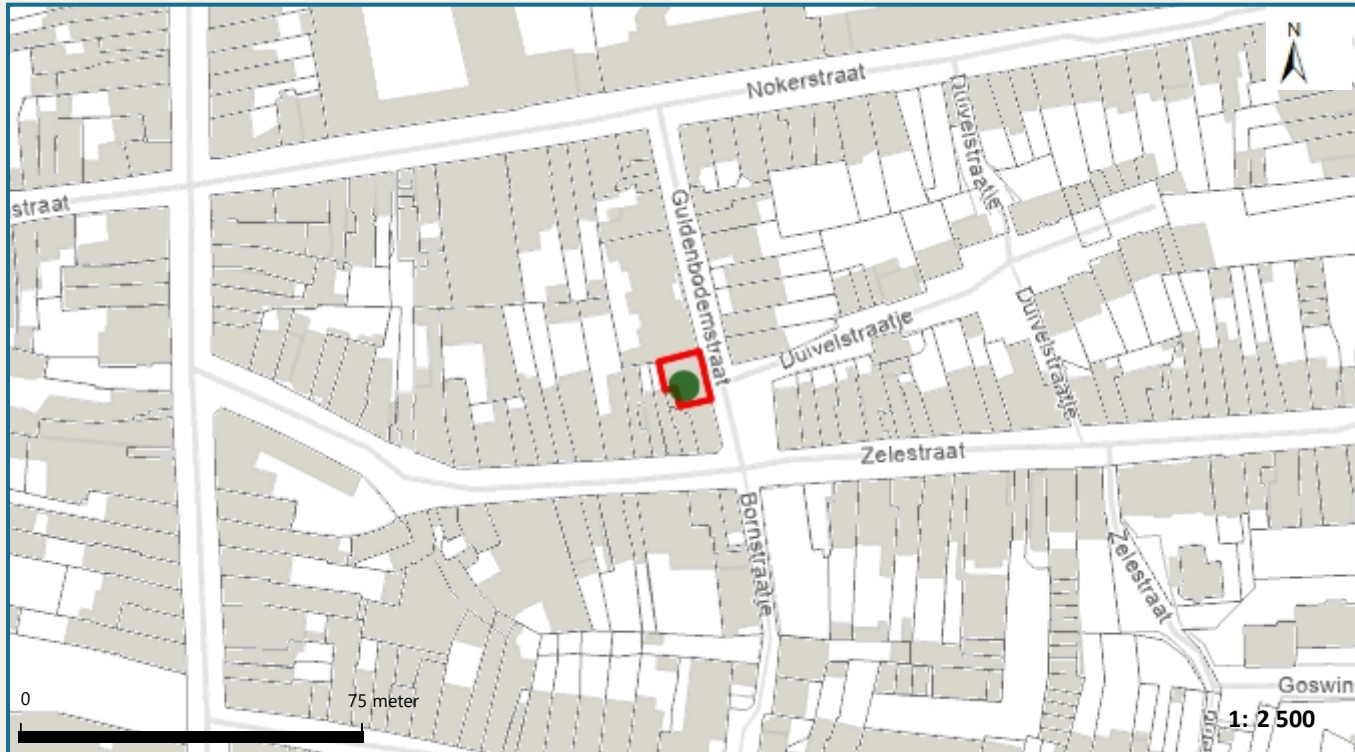 N
Nokerstraat
Duivelstraatje
straat
Guldenbodemstraat
Duivelstraatje
Duivelstraatje
Zelestraat
Bornstraatje
Zelestraat
Goswin
0
75 meter
1: 2 500